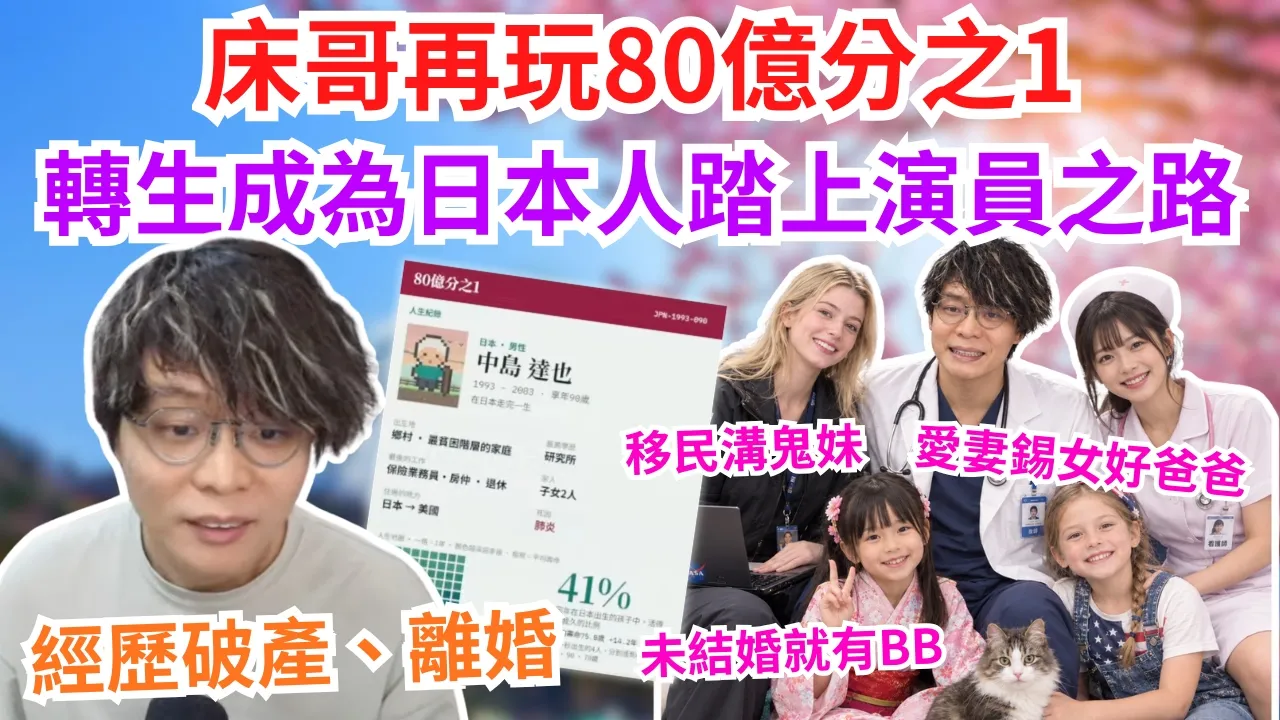 床哥再玩80億分之1
轉生成為日本人踏上演員之路
80億分之1
JPN-1993-090
人生紀錄
日本・男性
中島 達也
1993 - 2083 · 享年90歲
在日本走完一生
出生地
鄉村・最貧困階層的家庭
最高學歷
研究所
最後的工作
保險業務員・房仲・退休
家人
子女2人
住過的地方
日本 → 美國
死因
肺炎
41%
移民溝鬼妹
愛妻錫女好爸爸
未結婚就有BB
經歷破產、離婚
看護師